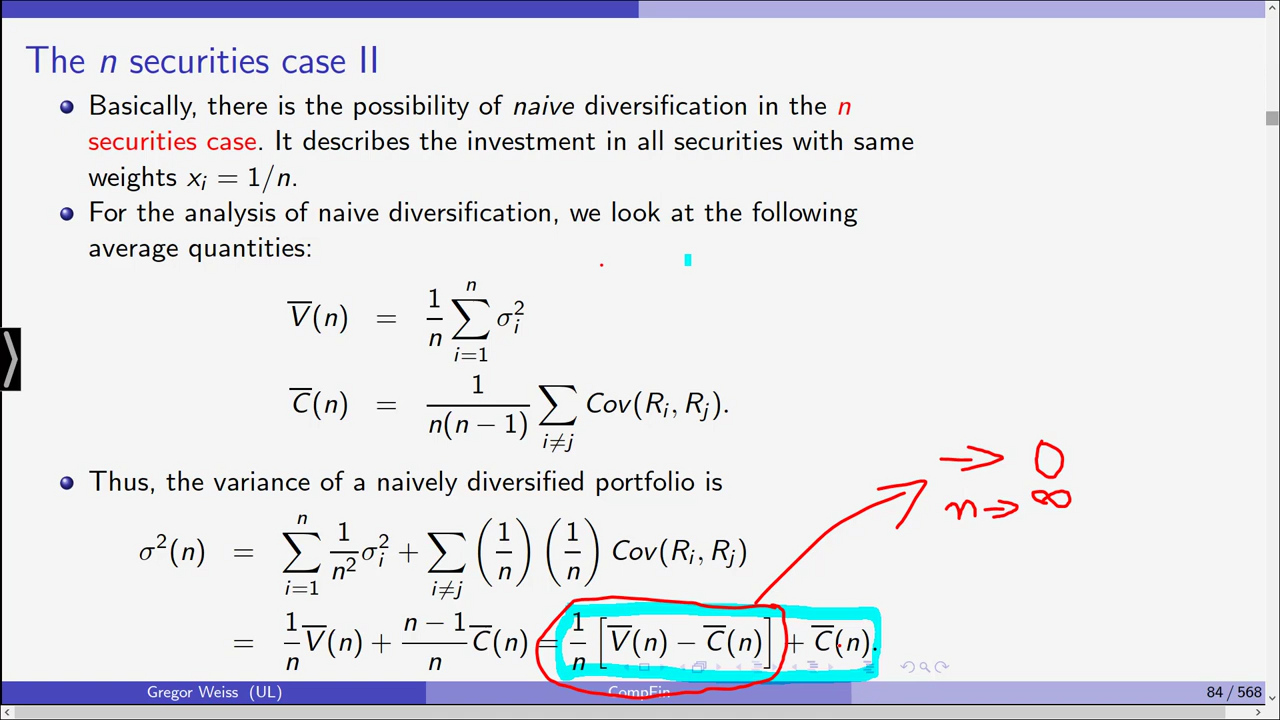 The n securities case II
Basically, there is the possibility of naive diversification in the n
securities case. It describes the investment in all securities with same
weights xᵢ = 1/n.
For the analysis of naive diversification, we look at the following
average quantities:
V̅(n) = 1/n ∑ᵢ₌₁ⁿ σᵢ²
C̅(n) = 1/(n(n − 1)) ∑_{i≠j} Cov(Rᵢ, Rⱼ).
→ 0
n → ∞
Thus, the variance of a naively diversified portfolio is
σ²(n) = ∑ᵢ₌₁ⁿ 1/n² σᵢ² + ∑_{i≠j} (1/n) (1/n) Cov(Rᵢ, Rⱼ)
= 1/n V̅(n) + (n − 1)/n C̅(n) = 1/n [V̅(n) − C̅(n)] + C̅(n).
Gregor Weiss (UL) CompFin 84 / 568